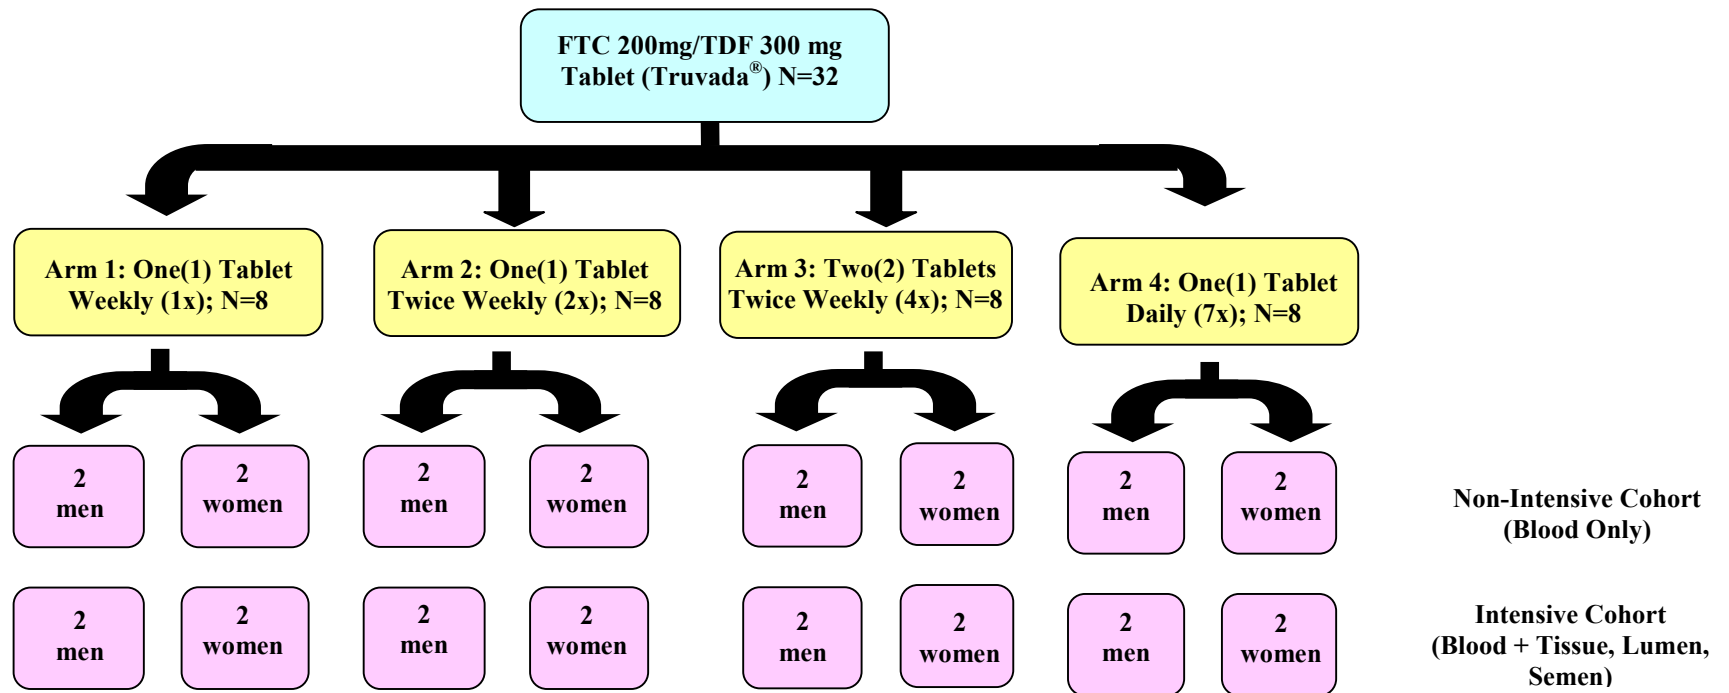 FTC 200mg/TDF 300 mg
Tablet (Truvada®) N=32
Arm 1: One(1) Tablet
Weekly (1x); N=8
Arm 2: One(1) Tablet
Twice Weekly (2x); N=8
Arm 3: Two(2) Tablets
Twice Weekly (4x); N=8
Arm 4: One(1) Tablet
Daily (7x); N=8
2
men
2
women
2
men
2
women
2
men
2
women
2
men
2
women
Non-Intensive Cohort
(Blood Only)
2
men
2
women
2
men
2
women
2
men
2
women
2
men
2
women
Intensive Cohort
(Blood + Tissue, Lumen,
Semen)